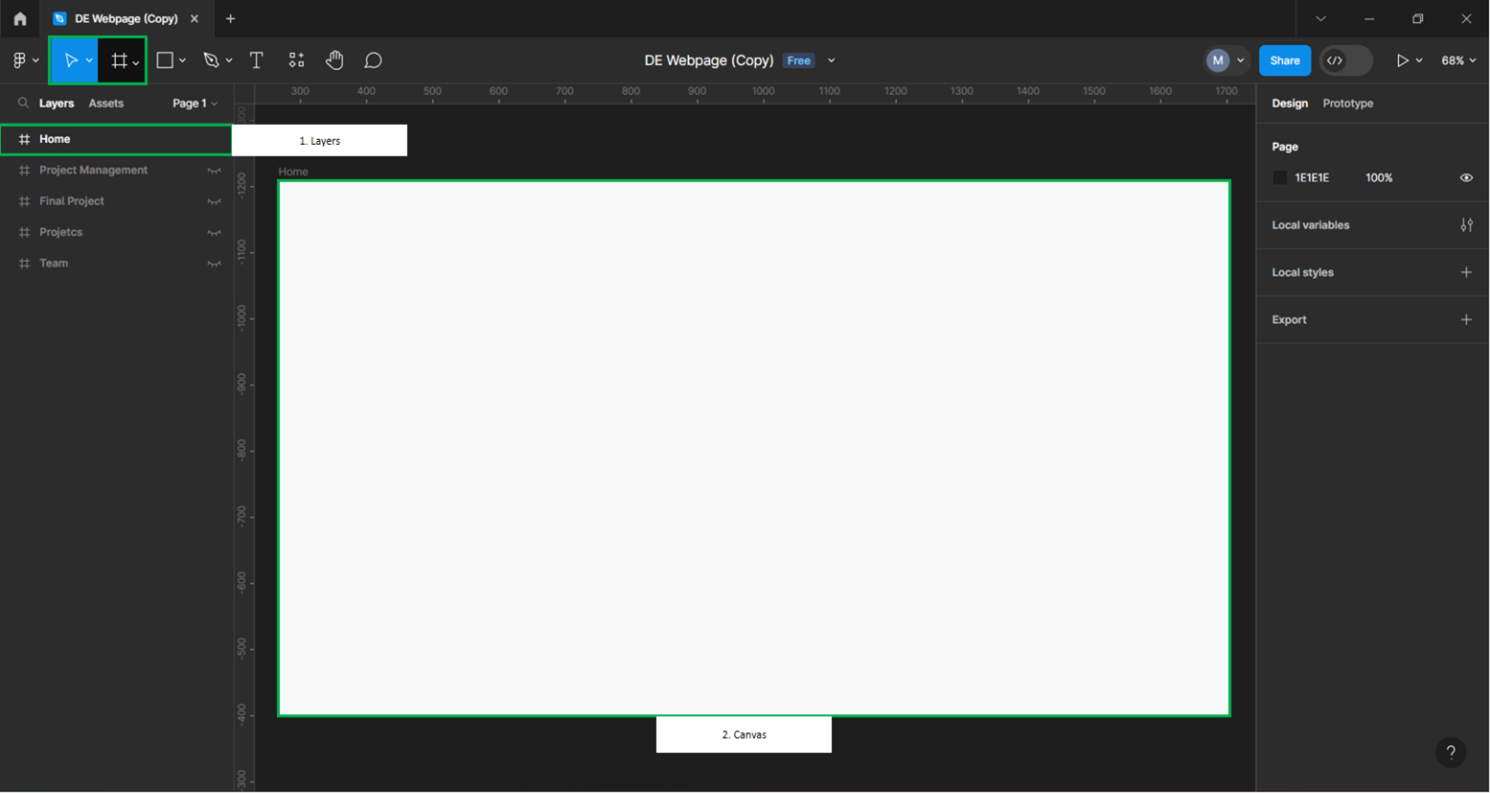 DE Webpage (Copy)
DE Webpage (Copy) Free
M
Share
68%
Layers Assets Page 1
300 400 500 600 700 800 900 1000 1100 1200 1300 1400 1500 1600 1700
Design Prototype
Home
1. Layers
Page
Project Management
Home
1E1E1E 100%
Final Project
Projetcs
Local variables
Team
Local styles
Export
-1200
-1100
-1000
-900
-800
-700
-600
-500
-400
-300
2. Canvas
?